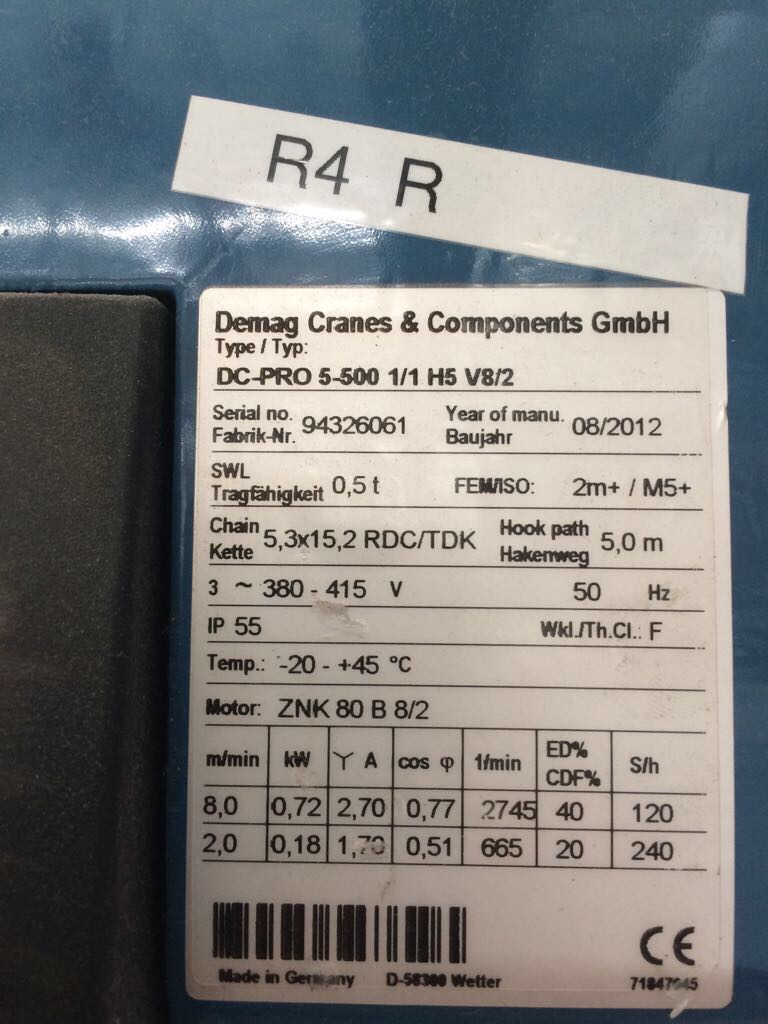 R4 R
Demag Cranes & Components GmbH
Type / Typ:
DC-PRO 5-500 1/1 H5 V8/2
Serial no. Fabrik-Nr. 94326061 Year of manu. Baujahr 08/2012
SWL Tragfähigkeit 0,5 t FEM/ISO: 2m+ / M5+
Chain Kette 5,3x15,2 RDC/TDK Hook path Hakenweg 5,0 m
3 ~ 380 - 415 V 50 Hz
IP 55 Wkl./Th.Cl.: F
Temp.: -20 - +45 °C
Motor: ZNK 80 B 8/2
m/min kW Y A cos φ 1/min ED% CDF% S/h
8,0 0,72 2,70 0,77 2745 40 120
2,0 0,18 0,51 665 20 240
CE
Made in Germany D-58300 Wetter